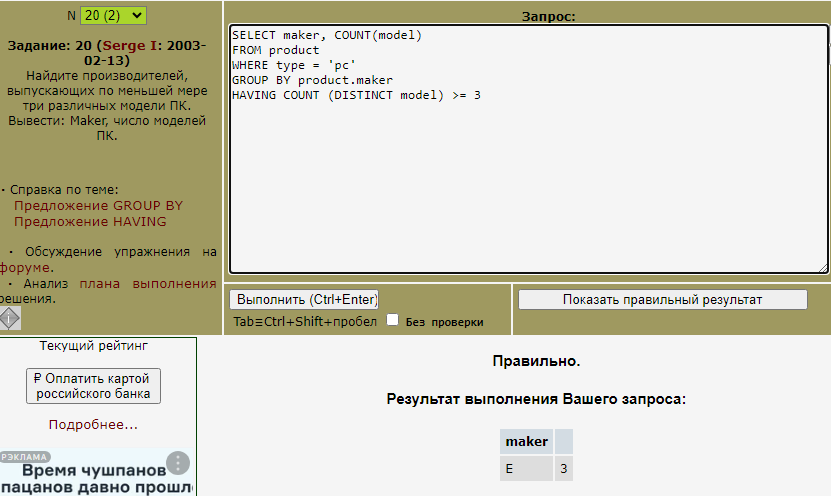 N 20 (2)
Задание: 20 (Serge I: 2003-
02-13)
Найдите производителей,
выпускающих по меньшей мере
три различных модели ПК.
Вывести: Maker, число моделей
ПК.
· Справка по теме:
Предложение GROUP BY
Предложение HAVING
· Обсуждение упражнения на
форуме.
· Анализ плана выполнения
решения.
Запрос:
SELECT maker, COUNT(model)
FROM product
WHERE type = 'pc'
GROUP BY product.maker
HAVING COUNT (DISTINCT model) >= 3
Выполнить (Ctrl+Enter)
Tab≡Ctrl+Shift+пробел Без проверки
Показать правильный результат
Текущий рейтинг
₽ Оплатить картой
российского банка
Подробнее...
РЭКЛАМА
Время чушпанов
пацанов давно прошл
Правильно.
Результат выполнения Вашего запроса:
maker
E 3